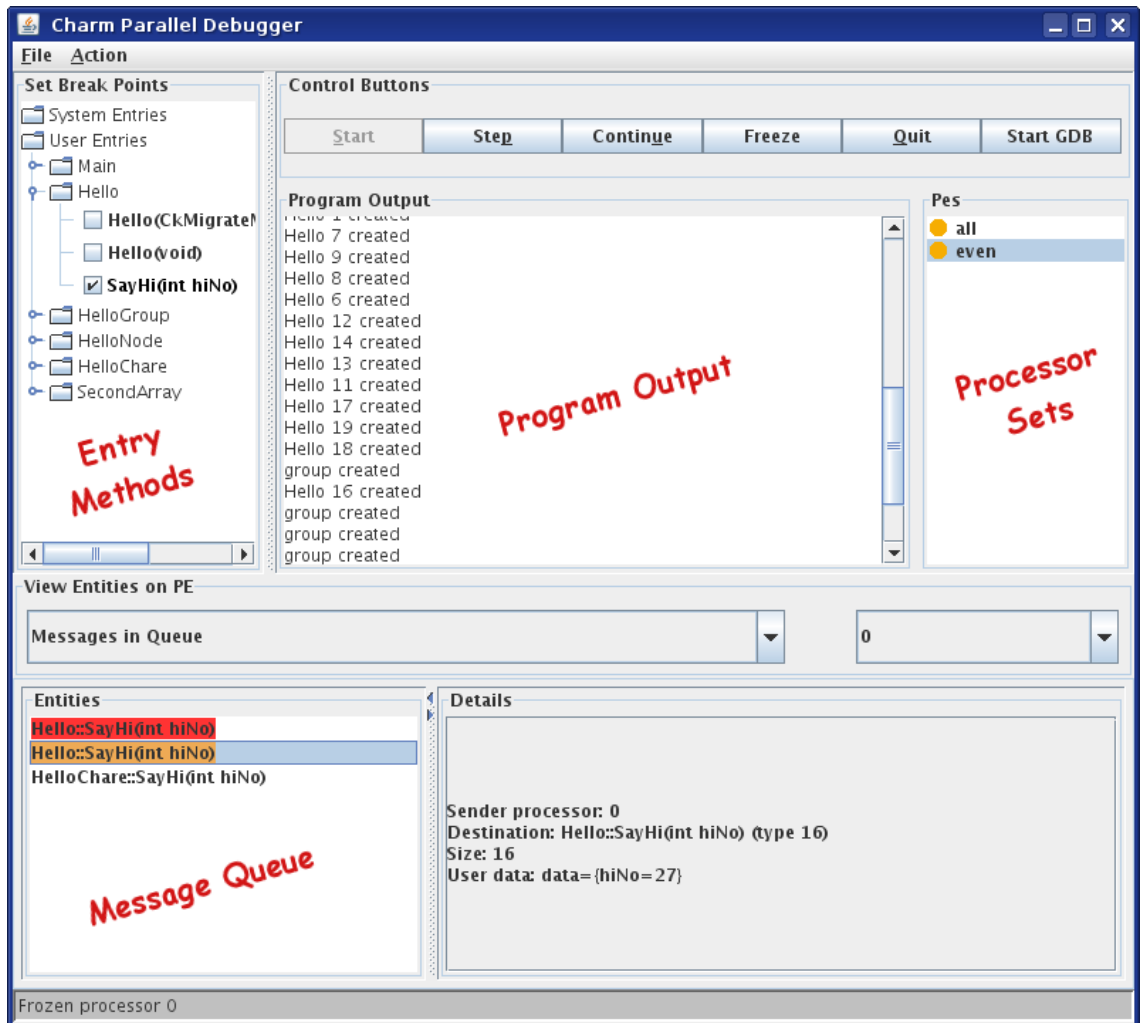 Charm Parallel Debugger
File Action
Set Break Points
System Entries
User Entries
Main
Hello
Hello(CkMigrateM
Hello(void)
SayHi(int hiNo)
HelloGroup
HelloNode
HelloChare
SecondArray
Entry
Methods
Control Buttons
Start Step Continue Freeze Quit Start GDB
Program Output
Hello 1 created
Hello 7 created
Hello 9 created
Hello 8 created
Hello 6 created
Hello 12 created
Hello 14 created
Hello 13 created
Hello 11 created
Hello 17 created
Hello 19 created
Hello 18 created
group created
Hello 16 created
group created
group created
group created
Program Output
Pes
all
even
Processor
Sets
View Entities on PE
Messages in Queue
0
Entities
Hello::SayHi(int hiNo)
Hello::SayHi(int hiNo)
HelloChare::SayHi(int hiNo)
Message Queue
Details
Sender processor: 0
Destination: Hello::SayHi(int hiNo) (type 16)
Size: 16
User data: data={hiNo=27}
Frozen processor 0